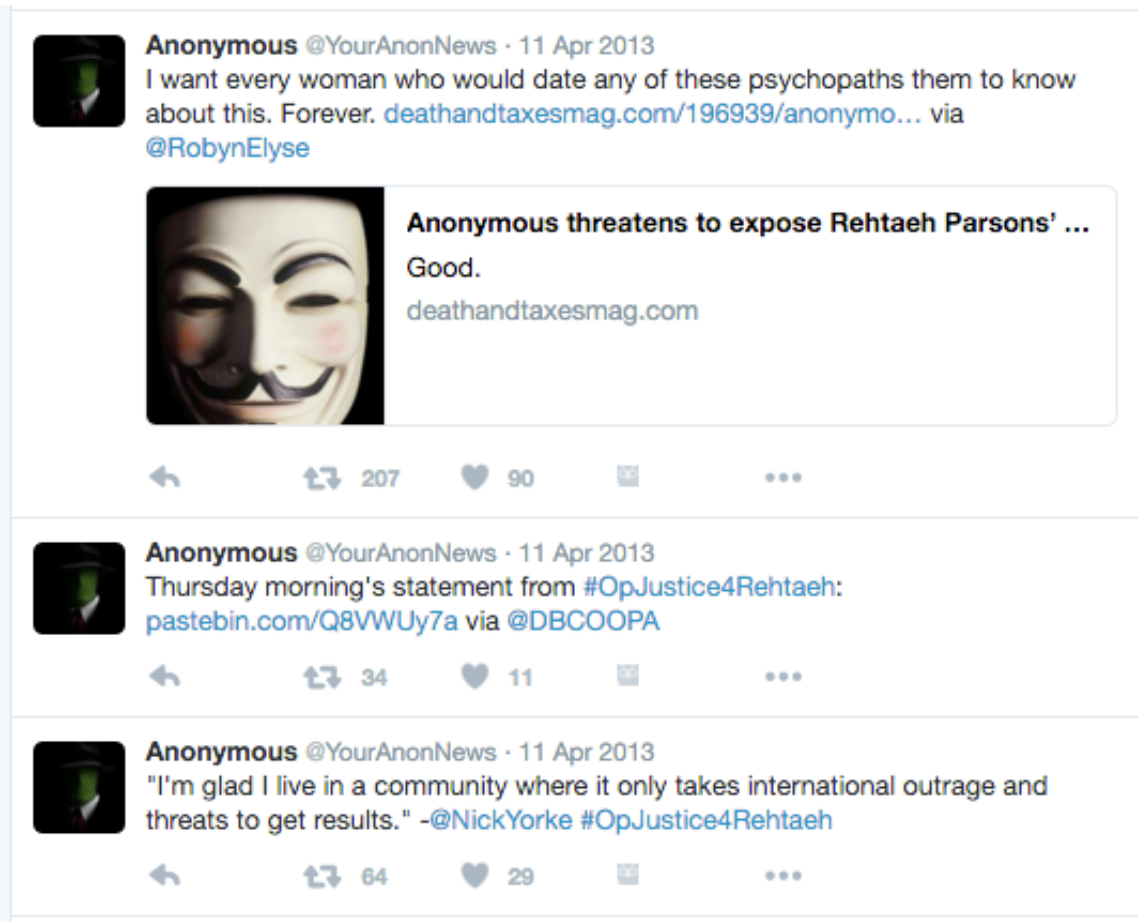 Anonymous @YourAnonNews · 11 Apr 2013
I want every woman who would date any of these psychopaths them to know
about this. Forever. deathandtaxesmag.com/196939/anonymo... via
@RobynElyse
Anonymous threatens to expose Rehtaeh Parsons’ ...
Good.
deathandtaxesmag.com
207 90
Anonymous @YourAnonNews · 11 Apr 2013
Thursday morning's statement from #OpJustice4Rehtaeh:
pastebin.com/Q8VWUy7a via @DBCOOPA
34 11
Anonymous @YourAnonNews · 11 Apr 2013
"I'm glad I live in a community where it only takes international outrage and
threats to get results." -@NickYorke #OpJustice4Rehtaeh
64 29